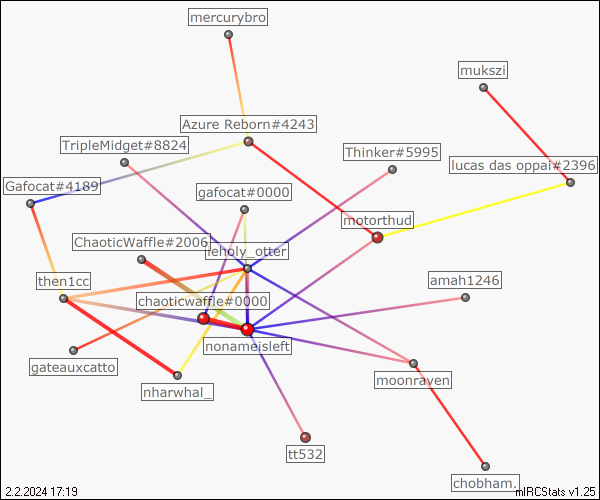 mercurybro
mukszi
Azure Reborn#4243
TripleMidget#8824
Thinker#5995
lucas das oppai#2396
Gafocat#4189
gafocat#0000
motorthud
ChaoticWaffle#2006
leholy_otter
then1cc
amah1246
chaoticwaffle#0000
nonameisleft
gateauxcatto
moonraven
nharwhal_
tt532
chobham.
2.2.2024 17:19
mIRCStats v1.25